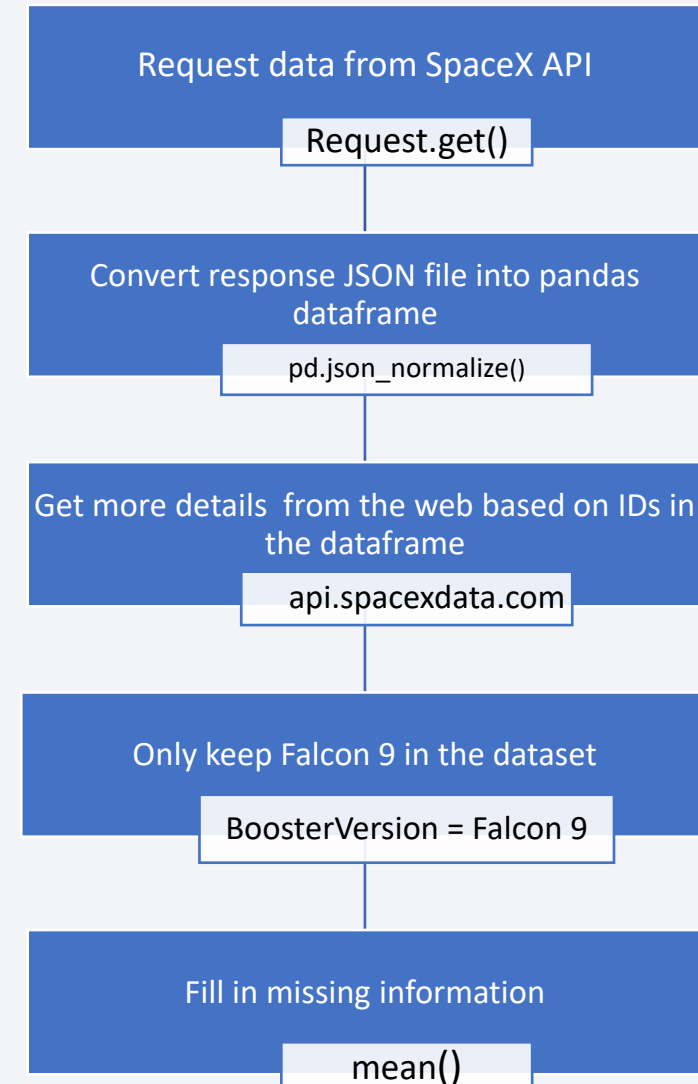 Request data from SpaceX API
Request.get()
Convert response JSON file into pandas
dataframe
pd.json_normalize()
Get more details  from the web based on IDs in
the dataframe
api.spacexdata.com
Only keep Falcon 9 in the dataset
BoosterVersion = Falcon 9
Fill in missing information
mean()